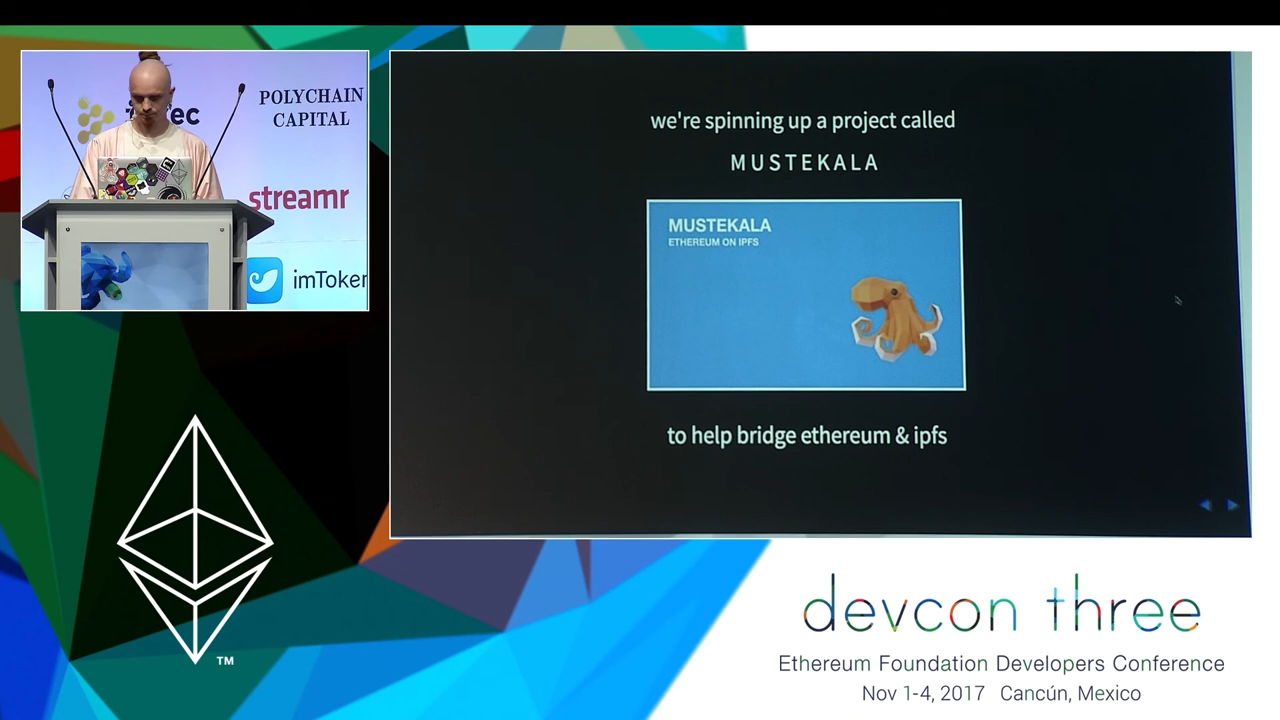 POLYCHAIN
CAPITAL
streamr
imToken
we're spinning up a project called
MUSTEKALA
MUSTEKALA
ETHEREUM ON IPFS
to help bridge ethereum & ipfs
TM
devcon three
Ethereum Foundation Developers Conference
Nov 1-4, 2017 Cancún, Mexico